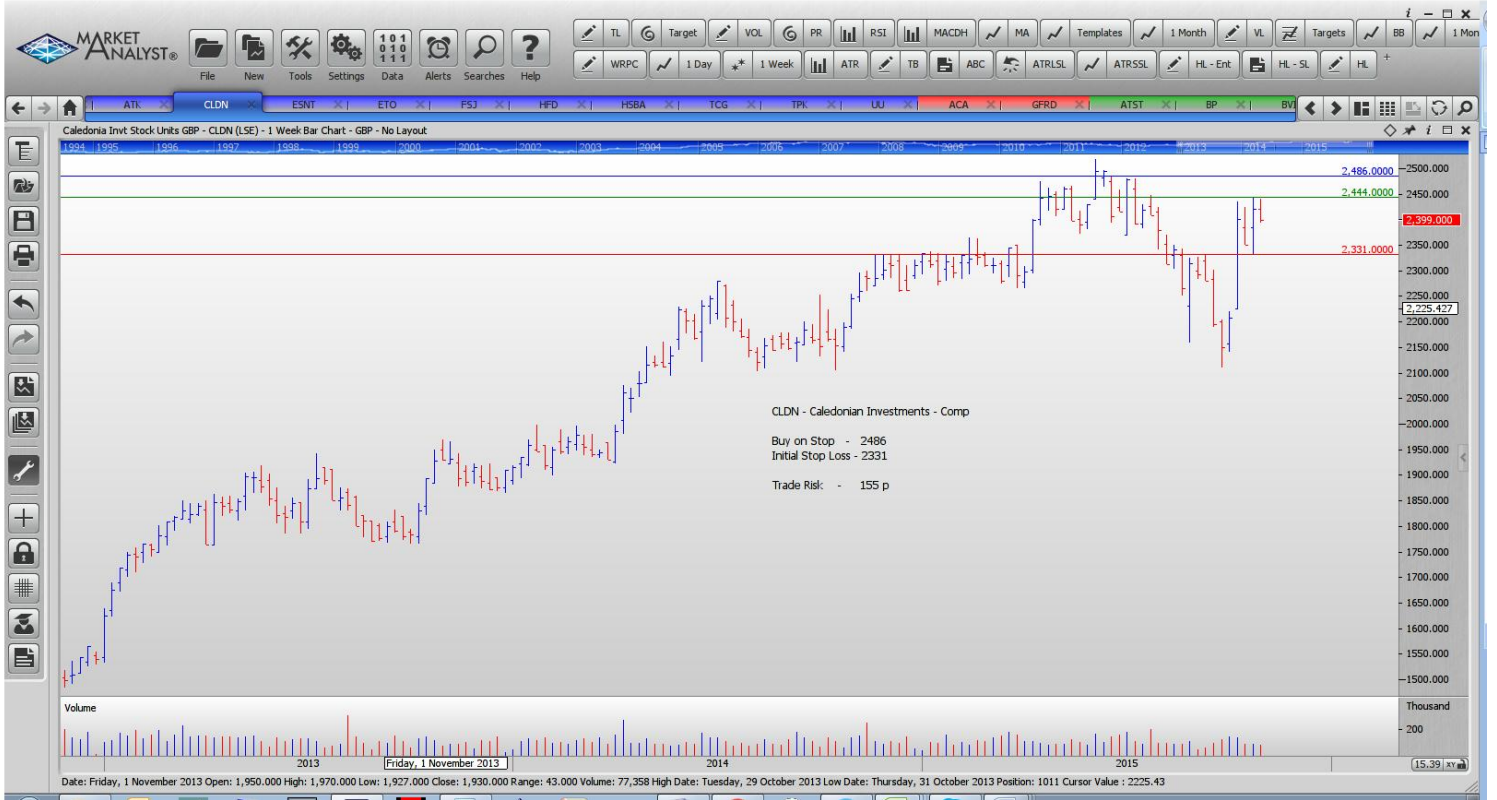 MARKET
ANALYST®
File New Tools Settings Data Alerts Searches Help
101
010
111
TL Target VOL PR RSI MACDH MA Templates 1 Month VL Targets BB 1 Mon
WRPC 1 Day 1 Week ATR TB ABC ATRLSL ATRSSL HL - Ent HL - SL HL +
ATK CLDN ESNT ETO FSJ HFD HSBA TCG TPK UU ACA GFRD ATST BP BVI
Caledonia Invt Stock Units GBP - CLDN (LSE) - 1 Week Bar Chart - GBP - No Layout
1994 1995 1996 1997 1998 1999 2000 2001 2002 2003 2004 2005 2006 2007 2008 2009 2010 2011 2012 2013 2014 2015
2,486.0000
2500.000
2,444.0000
2450.000
2,399.000
2,331.0000
2350.000
2300.000
2250.000
2,225.427
2200.000
2150.000
2100.000
2050.000
2000.000
1950.000
1900.000
1850.000
1800.000
1750.000
1700.000
1650.000
1600.000
1550.000
1500.000
CLDN - Caledonian Investments - Comp
Buy on Stop - 2486
Initial Stop Loss - 2331
Trade Risk - 155 p
Volume
Thousand
200
2013 Friday, 1 November 2013 2014 2015
15.39 XY
Date: Friday, 1 November 2013 Open: 1,950.000 High: 1,970.000 Low: 1,927.000 Close: 1,930.000 Range: 43.000 Volume: 77,358 High Date: Tuesday, 29 October 2013 Low Date: Thursday, 31 October 2013 Position: 1011 Cursor Value : 2225.43